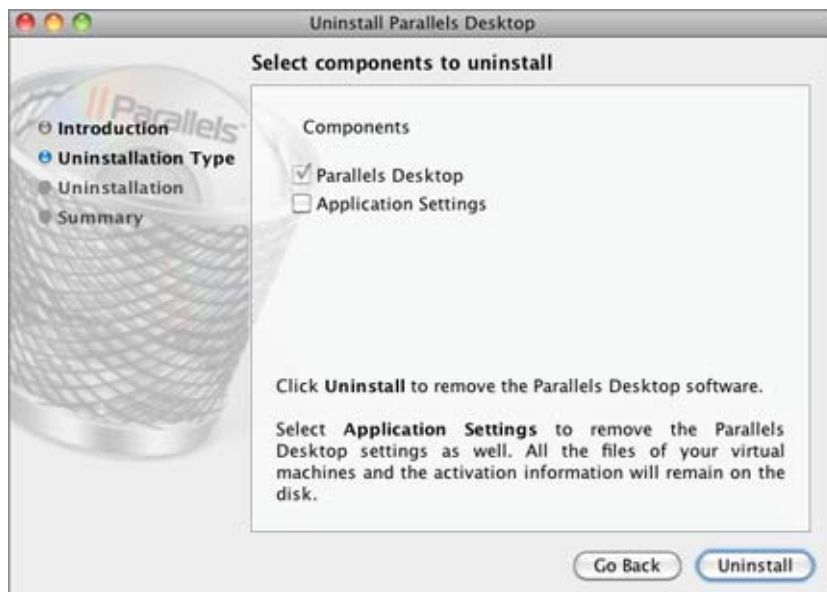 Uninstall Parallels Desktop
Select components to uninstall
Parallels
Introduction
Uninstallation Type
Uninstallation
Summary
Components
Parallels Desktop
Application Settings
Click Uninstall to remove the Parallels Desktop software.
Select Application Settings to remove the Parallels
Desktop settings as well. All the files of your virtual
machines and the activation information will remain on the
disk.
Go Back
Uninstall